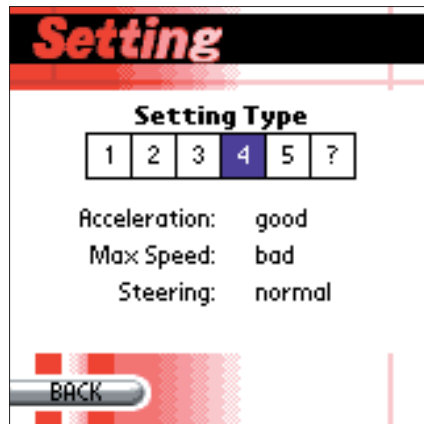 Setting
Setting Type
1 2 3 4 5 ?
Acceleration: good
Max Speed: bad
Steering: normal
BACK